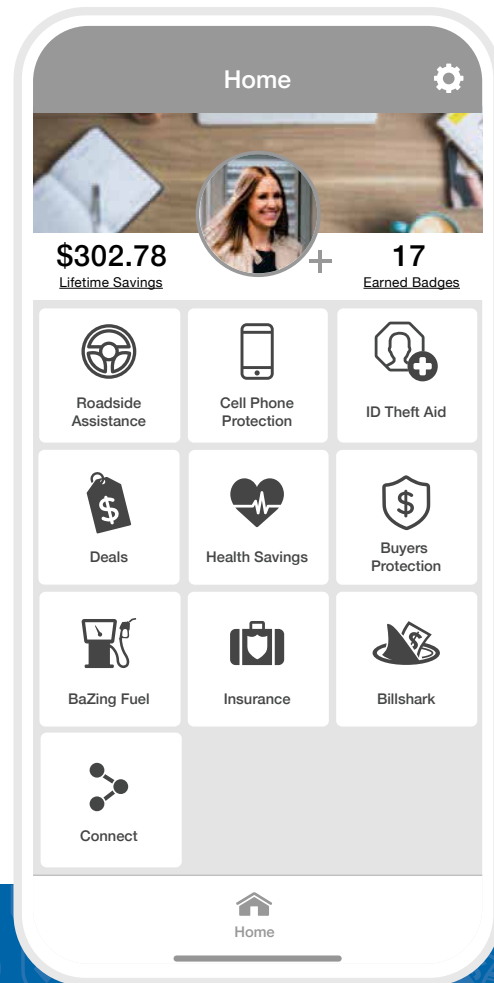 Home
$302.78
Lifetime Savings
17
Earned Badges
Roadside
Assistance
Cell Phone
Protection
ID Theft Aid
$
Deals
Health Savings
$
Buyers
Protection
BaZing Fuel
Insurance
$
Billshark
Connect
Home